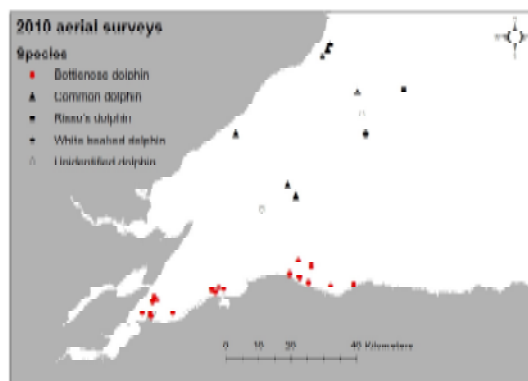 2010 aerial surveys
Species
Bottlenose dolphin
Common dolphin
Risso's dolphin
White beaked dolphin
Unidentified dolphin
0 10 20 40 Kilometers